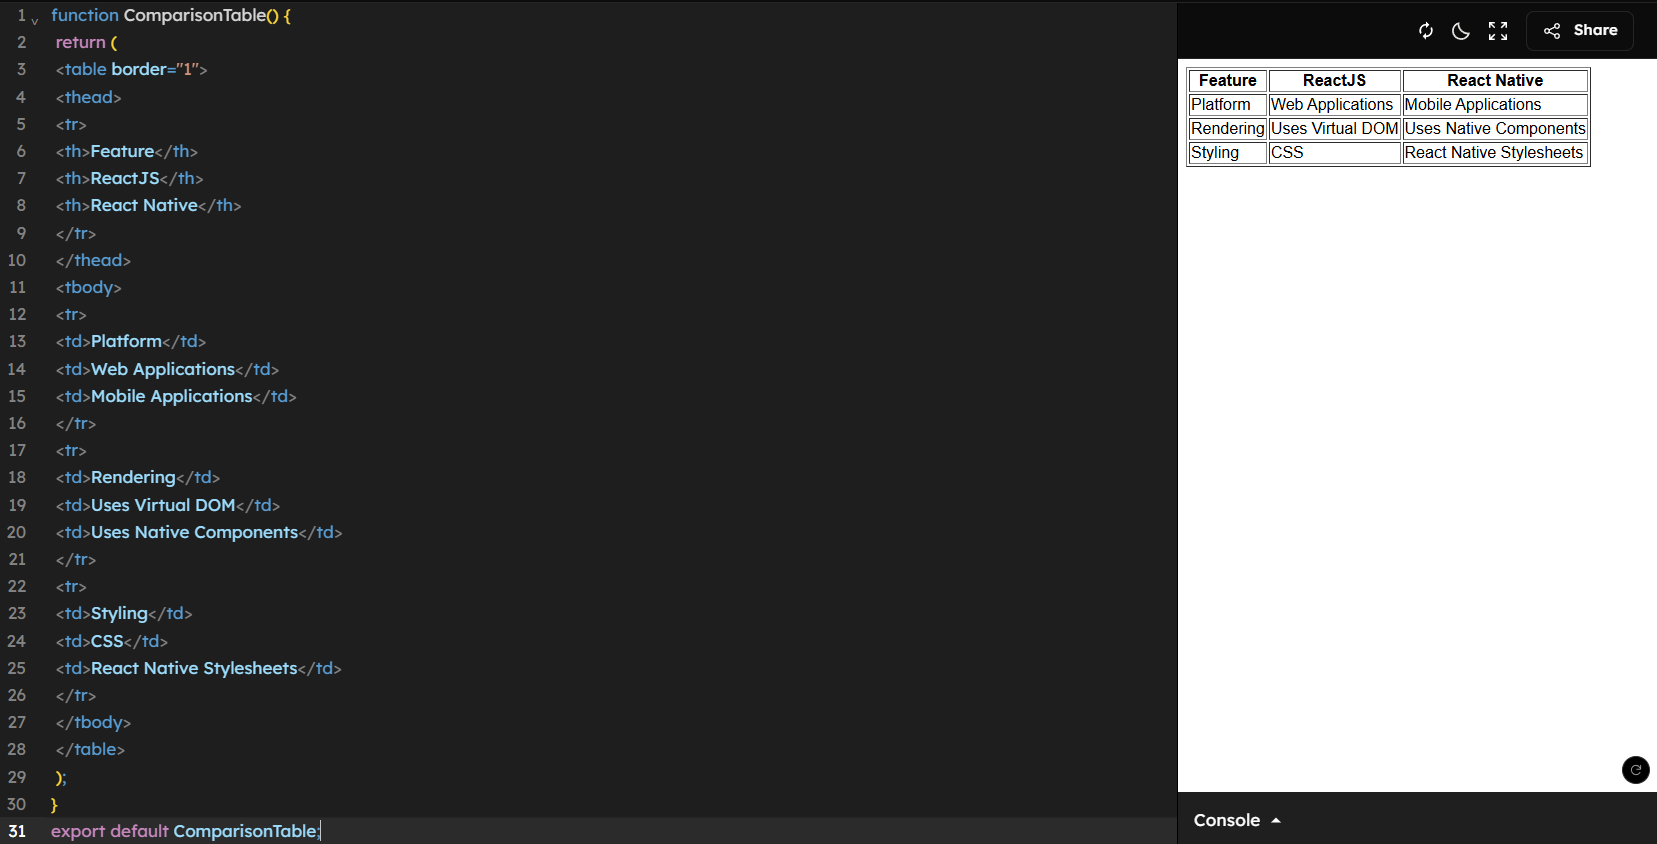 1 function ComparisonTable() {
2 return (
3 <table border="1">
4 <thead>
5 <tr>
6 <th>Feature</th>
7 <th>ReactJS</th>
8 <th>React Native</th>
9 </tr>
10 </thead>
11 <tbody>
12 <tr>
13 <td>Platform</td>
14 <td>Web Applications</td>
15 <td>Mobile Applications</td>
16 </tr>
17 <tr>
18 <td>Rendering</td>
19 <td>Uses Virtual DOM</td>
20 <td>Uses Native Components</td>
21 </tr>
22 <tr>
23 <td>Styling</td>
24 <td>CSS</td>
25 <td>React Native Stylesheets</td>
26 </tr>
27 </tbody>
28 </table>
29 );
30 }
31 export default ComparisonTable;
Share
Feature ReactJS React Native
Platform Web Applications Mobile Applications
Rendering Uses Virtual DOM Uses Native Components
Styling CSS React Native Stylesheets
Console